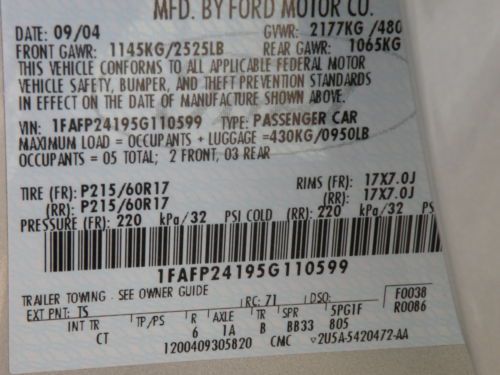 MFD. BY FORD MOTOR CO.
DATE: 09/04 GVWR: 2177KG /480
FRONT GAWR: 1145KG/2525LB REAR GAWR: 1065KG
THIS VEHICLE CONFORMS TO ALL APPLICABLE FEDERAL MOTOR
VEHICLE SAFETY, BUMPER, AND THEFT PREVENTION STANDARDS
IN EFFECT ON THE DATE OF MANUFACTURE SHOWN ABOVE.
VIN: 1FAFP24195G110599 TYPE: PASSENGER CAR
MAXIMUM LOAD = OCCUPANTS + LUGGAGE =430KG/0950LB
OCCUPANTS = 05 TOTAL; 2 FRONT, 03 REAR
TIRE (FR): P215/60R17 RIMS (FR): 17X7.0J
(RR): P215/60R17 (RR): 17X7.0J
PRESSURE (FR): 220 kPa/32 PSI COLD (RR): 220 kPa/32 PS
1FAFP24195G110599
TRAILER TOWING - SEE OWNER GUIDE
EXT PNT: TS RC: 71 DSO: F0038
INT TR TP/PS R AXLE TR SPR 5PG1F R0086
CT 6 1A B BB33 805
1200409305820 CMC ▽2U5A-5420472-AA